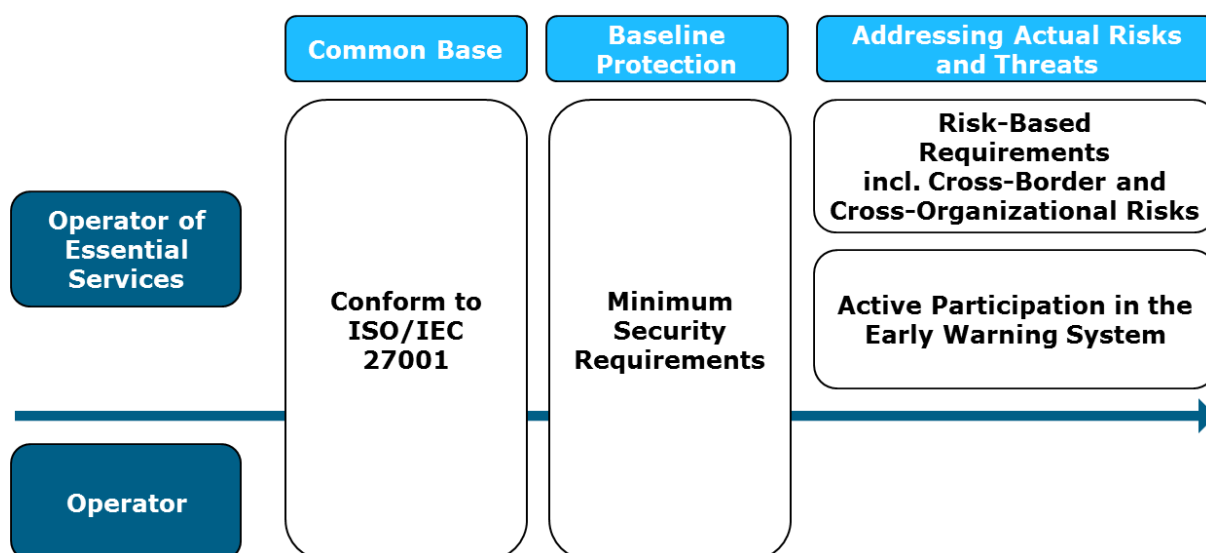 Common Base
Baseline
Protection
Addressing Actual Risks
and Threats
Operator of
Essential
Services
Conform to
ISO/IEC
27001
Minimum
Security
Requirements
Risk-Based
Requirements
incl. Cross-Border and
Cross-Organizational Risks
Active Participation in the
Early Warning System
Operator